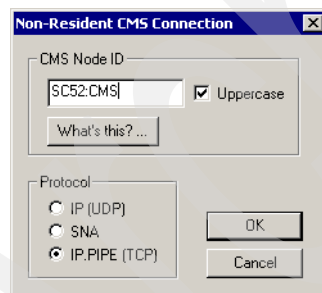 Non-Resident CMS Connection
CMS Node ID
SC52:CMS
Uppercase
What's this? ...
Protocol
IP (UDP)
SNA
IP.PIPE (TCP)
OK
Cancel